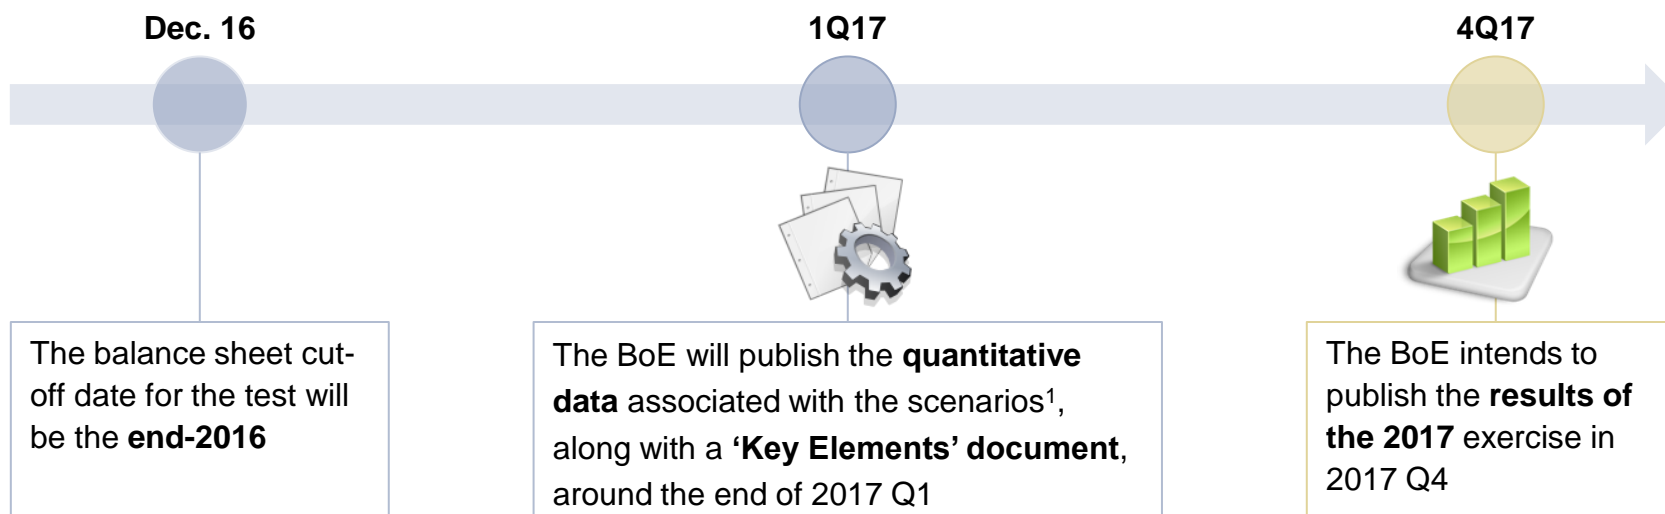 Dec. 16
1Q17
4Q17
The balance sheet cut-
off date for the test will
be the end-2016
The BoE will publish the quantitative
data associated with the scenarios¹,
along with a ‘Key Elements’ document,
around the end of 2017 Q1
The BoE intends to
publish the results of
the 2017 exercise in
2017 Q4